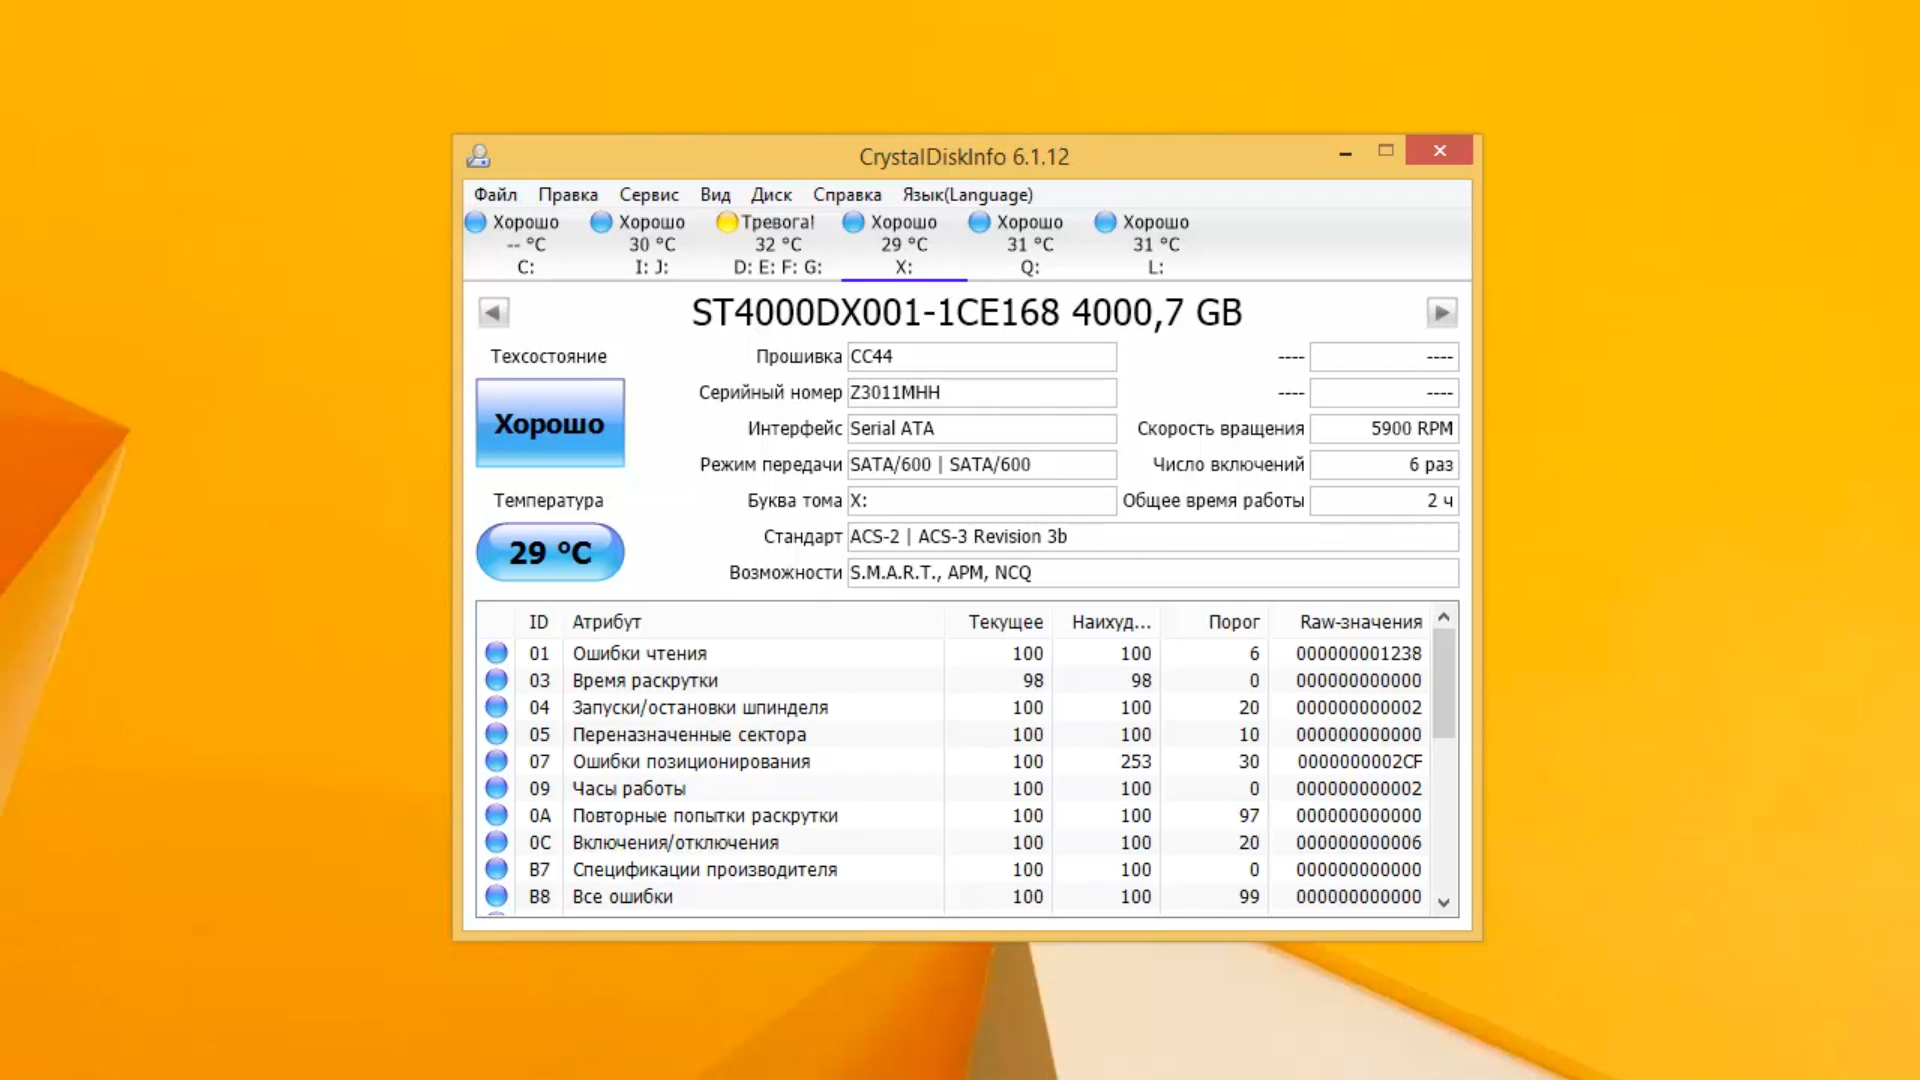 CrystalDiskInfo 6.1.12
Файл Правка Сервис Вид Диск Справка Язык(Language)
Хорошо Хорошо Тревога! Хорошо Хорошо Хорошо
-- °C 30 °C 32 °C 29 °C 31 °C 31 °C
C: I: J: D: E: F: G: X: Q: L:
ST4000DX001-1CE168 4000,7 GB
Техсостояние Прошивка CC44 ---- ----
Хорошо Серийный номер Z3011MHH ---- ----
Интерфейс Serial ATA Скорость вращения 5900 RPM
Режим передачи SATA/600 | SATA/600 Число включений 6 раз
Температура Буква тома X: Общее время работы 2 ч
29 °C Стандарт ACS-2 | ACS-3 Revision 3b
Возможности S.M.A.R.T., APM, NCQ
ID Атрибут Текущее Наихуд... Порог Raw-значения
01 Ошибки чтения 100 100 6 000000001238
03 Время раскрутки 98 98 0 000000000000
04 Запуски/остановки шпинделя 100 100 20 000000000002
05 Переназначенные сектора 100 100 10 000000000000
07 Ошибки позиционирования 100 253 30 0000000002CF
09 Часы работы 100 100 0 000000000002
0A Повторные попытки раскрутки 100 100 97 000000000000
0C Включения/отключения 100 100 20 000000000006
B7 Спецификации производителя 100 100 0 000000000000
B8 Все ошибки 100 100 99 000000000000